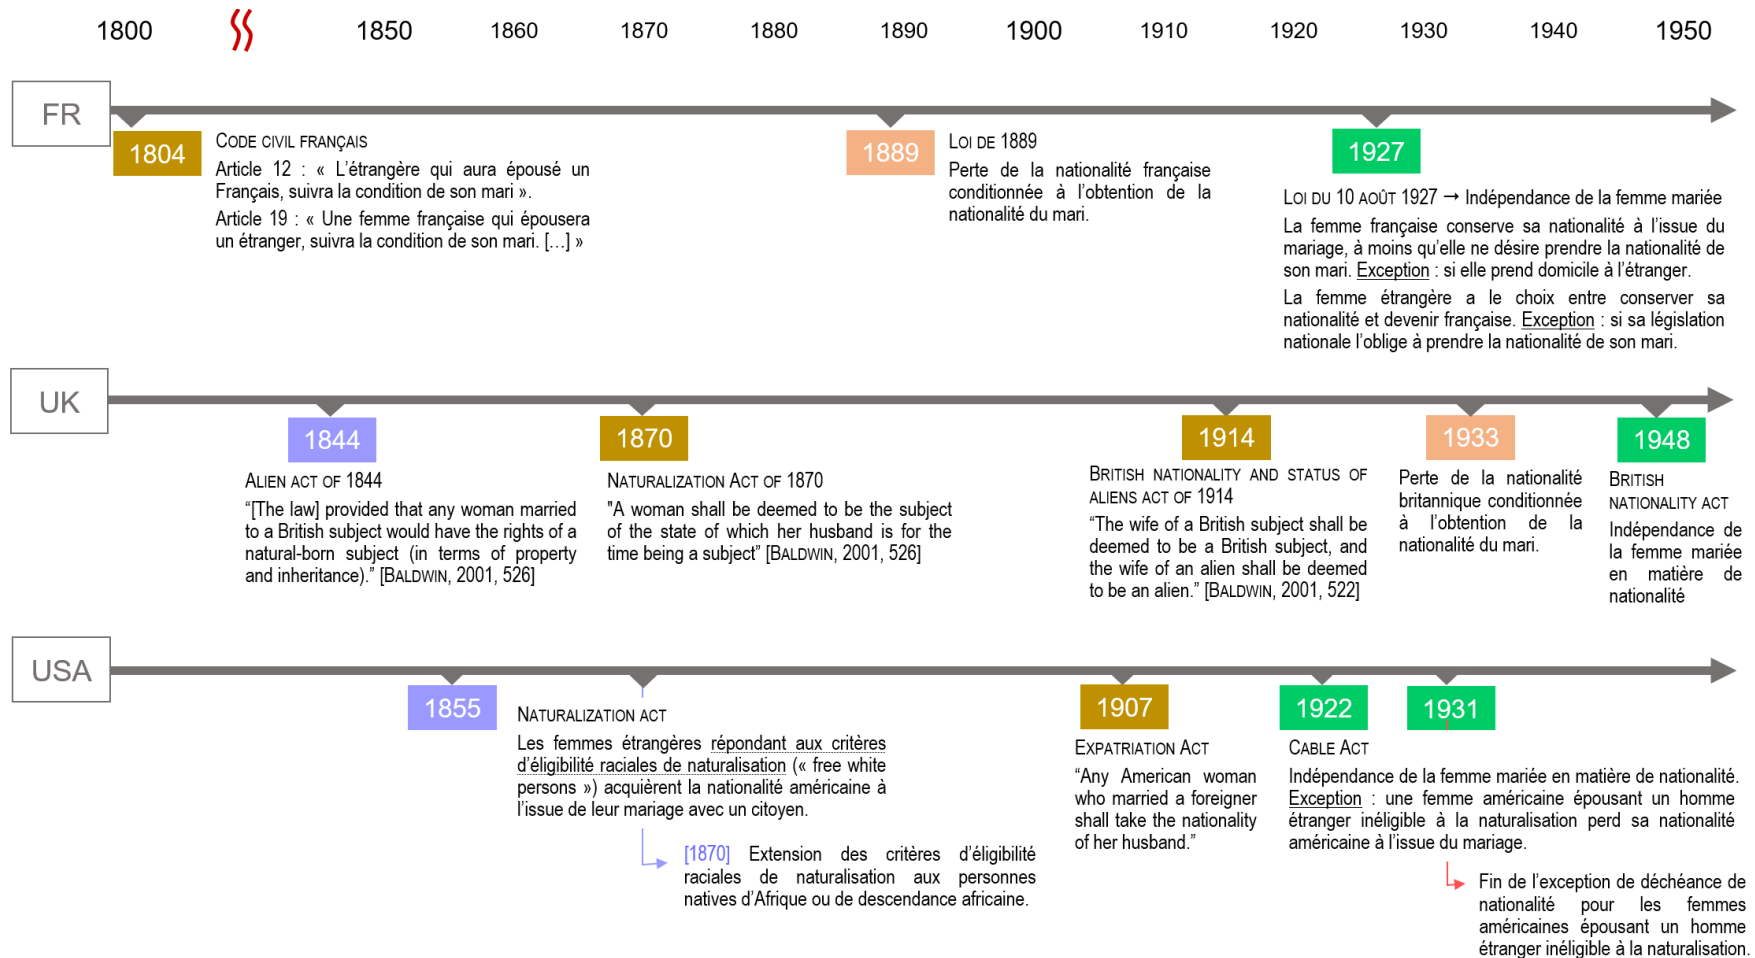 1800 1850 1860 1870 1880 1890 1900 1910 1920 1930 1940 1950
FR
1804
CODE CIVIL FRANÇAIS
Article 12 : « L’étrangère qui aura épousé un
Français, suivra la condition de son mari ».
Article 19 : « Une femme française qui épousera
un étranger, suivra la condition de son mari. […] »
1889
LOI DE 1889
Perte de la nationalité française
conditionnée à l’obtention de la
nationalité du mari.
1927
LOI DU 10 AOÛT 1927 → Indépendance de la femme mariée
La femme française conserve sa nationalité à l’issue du
mariage, à moins qu’elle ne désire prendre la nationalité de
son mari. Exception : si elle prend domicile à l’étranger.
La femme étrangère a le choix entre conserver sa
nationalité et devenir française. Exception : si sa législation
nationale l’oblige à prendre la nationalité de son mari.
UK
1844
ALIEN ACT OF 1844
“[The law] provided that any woman married
to a British subject would have the rights of a
natural-born subject (in terms of property
and inheritance).” [BALDWIN, 2001, 526]
1870
NATURALIZATION ACT OF 1870
"A woman shall be deemed to be the subject
of the state of which her husband is for the
time being a subject” [BALDWIN, 2001, 526]
1914
BRITISH NATIONALITY AND STATUS OF
ALIENS ACT OF 1914
“The wife of a British subject shall be
deemed to be a British subject, and
the wife of an alien shall be deemed
to be an alien.” [BALDWIN, 2001, 522]
1933
Perte de la nationalité
britannique conditionnée
à l’obtention de la
nationalité du mari.
1948
BRITISH
NATIONALITY ACT
Indépendance de
la femme mariée
en matière de
nationalité
USA
1855
NATURALIZATION ACT
Les femmes étrangères répondant aux critères
d’éligibilité raciales de naturalisation (« free white
persons ») acquièrent la nationalité américaine à
l’issue de leur mariage avec un citoyen.
[1870] Extension des critères d’éligibilité
raciales de naturalisation aux personnes
natives d’Afrique ou de descendance africaine.
1907
EXPATRIATION ACT
“Any American woman
who married a foreigner
shall take the nationality
of her husband.”
1922
1931
CABLE ACT
Indépendance de la femme mariée en matière de nationalité.
Exception : une femme américaine épousant un homme
étranger inéligible à la naturalisation perd sa nationalité
américaine à l’issue du mariage.
Fin de l’exception de déchéance de
nationalité pour les femmes
américaines épousant un homme
étranger inéligible à la naturalisation.